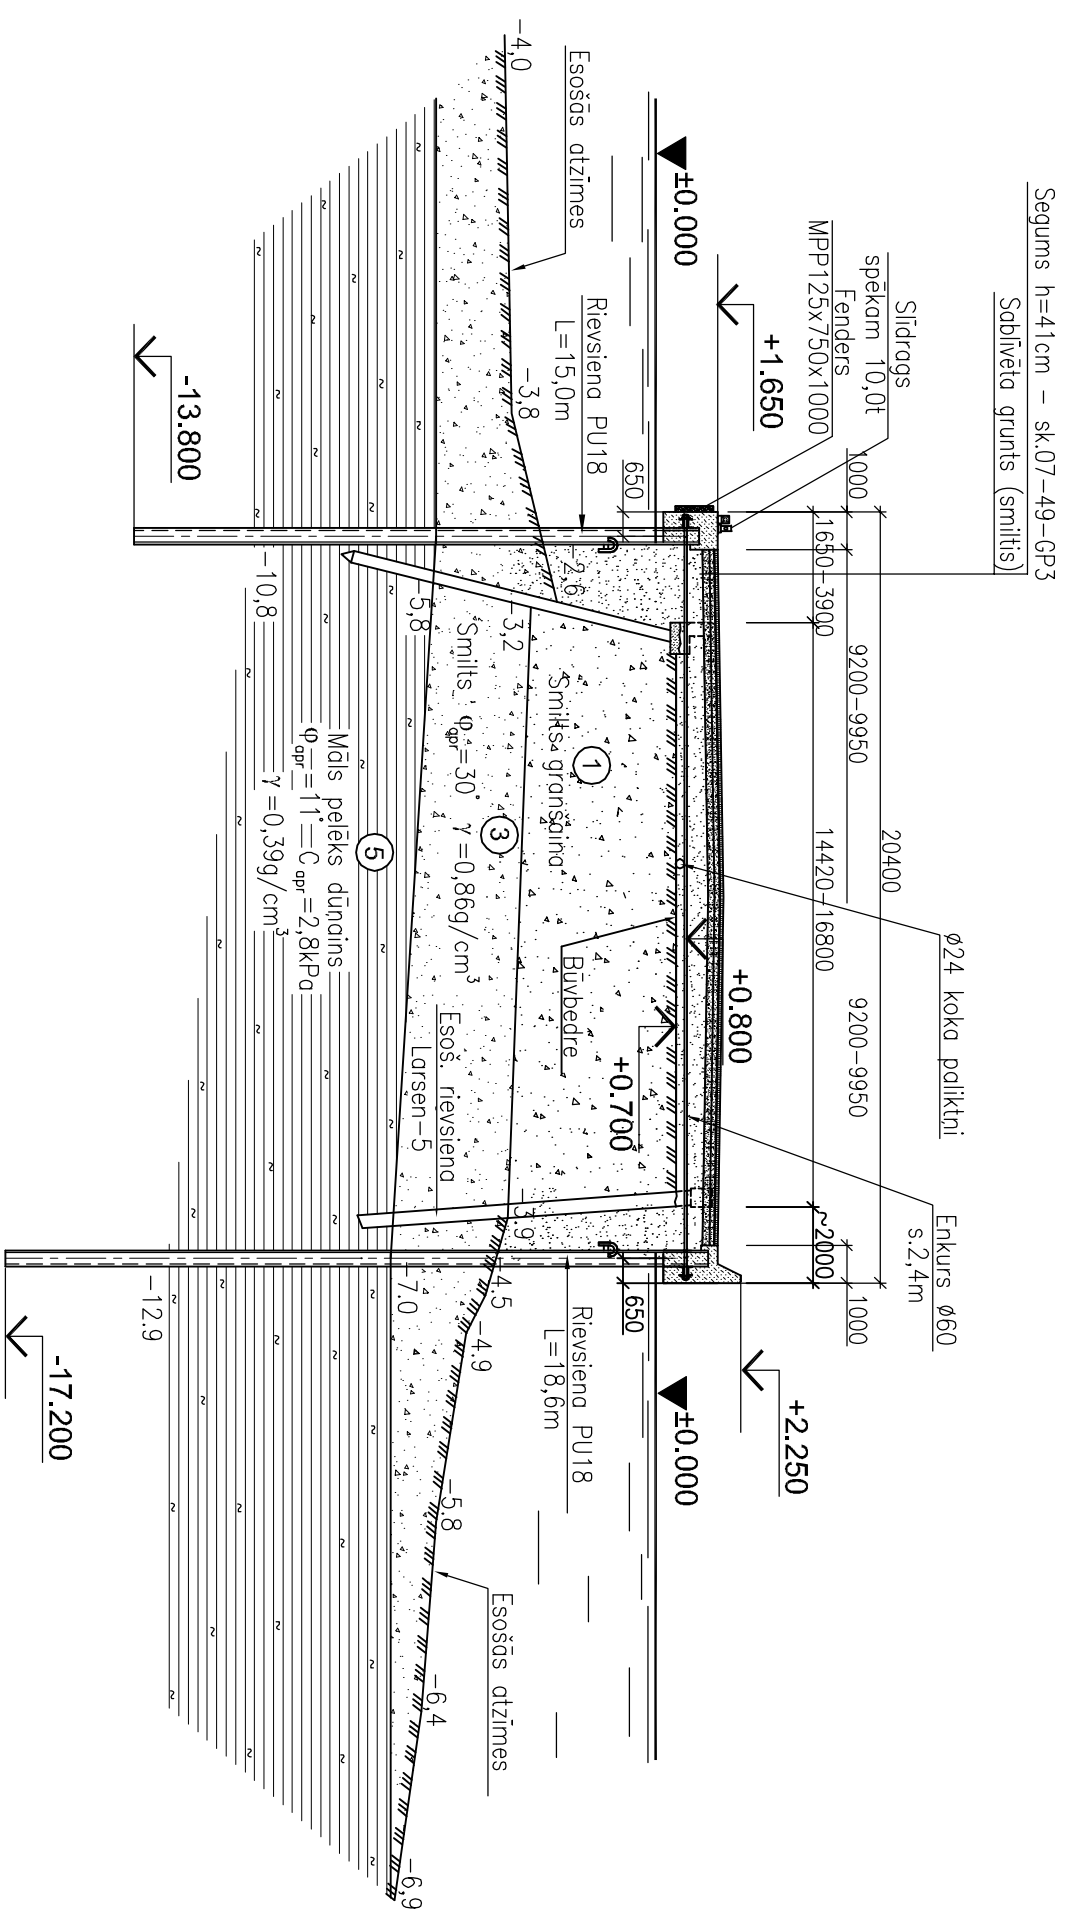 Segums h=41cm – sk.07-49-GP3
Sablīvēta grunts (smiltis)
Slīdrags
spēkam 10,0t
Fenders
MPP125x750x1000
ø24 koka paliktņi
Enkurs ø60
s.2,4m
20400
1000
9200-9950
9200-9950
1000
1650-3900
14420-16800
~2000
+1.650
+2.250
±0.000
±0.000
+0.800
+0.700
650
650
Rievsiena PU18
L=15,0m
Rievsiena PU18
L=18,6m
Būvbedre
Esošās atzīmes
Esošās atzīmes
-4,0
-3,8
-2,6
-3,2
-3,9
-4.5
-4.9
-5.8
-6,4
-6,9
1
Smilts granšaina
3
Smilts φapr=30° γ=0,86g/cm³
Esoš. rievsiena
Larsen-5
-5,8
-7.0
5
Māls pelēks dūņains
φapr=11° C apr=2,8kPa
γ=0,39g/cm³
-10,8
-12.9
-13.800
-17.200